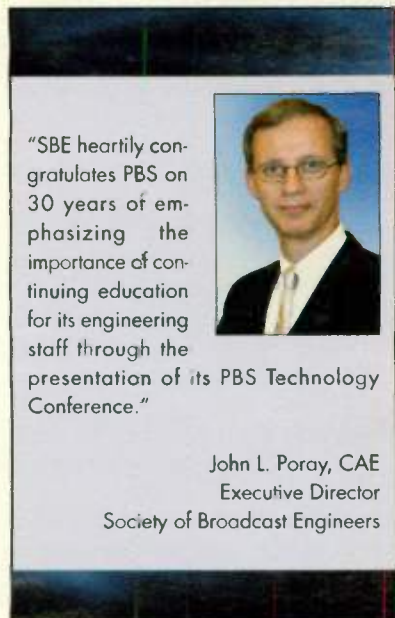 "SBE heartily con-
gratulates PBS on
30 years of em-
phasizing the
importance of con-
tinuing education
for its engineering
staff through the
presentation of its PBS Technology
Conference."
John L. Poray, CAE
Executive Director
Society of Broadcast Engineers